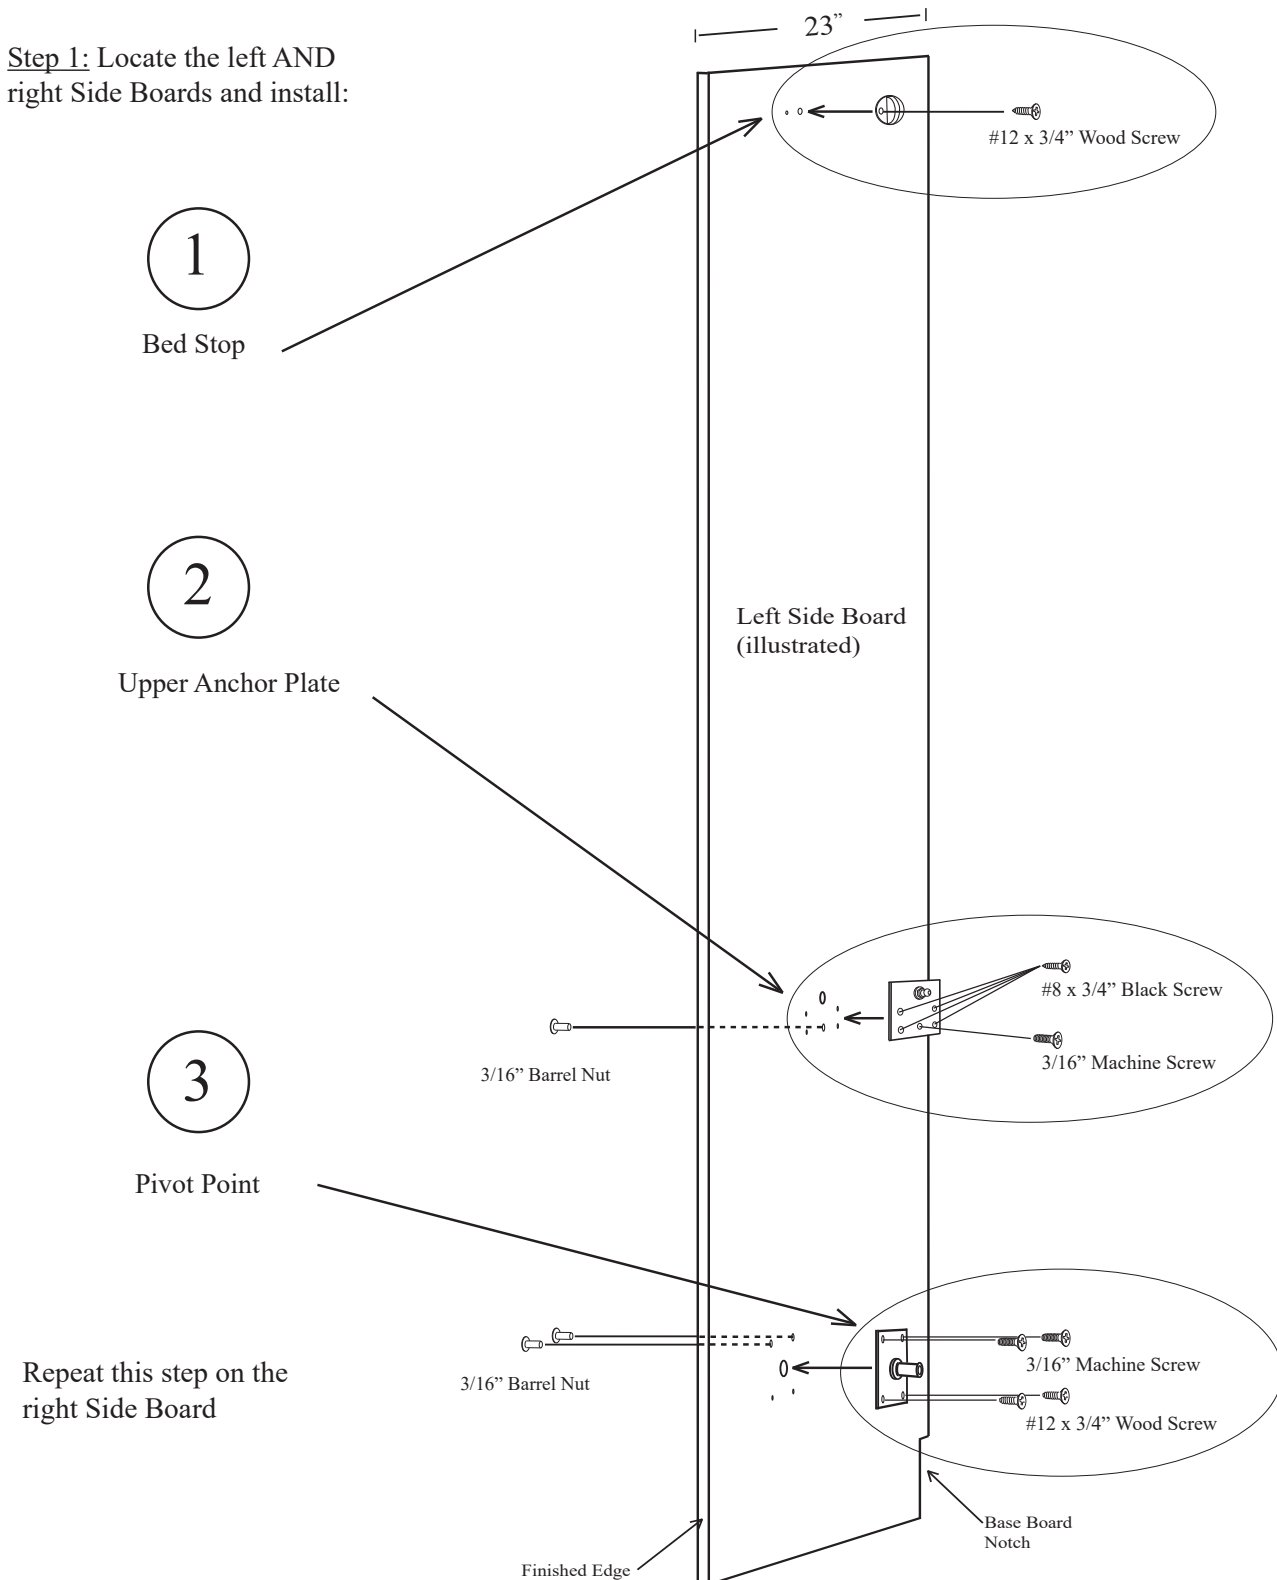 23”
Step 1: Locate the left AND
right Side Boards and install:
#12 x 3/4” Wood Screw
1
Bed Stop
2
Left Side Board
(illustrated)
Upper Anchor Plate
#8 x 3/4” Black Screw
3/16” Machine Screw
3/16” Barrel Nut
3
Pivot Point
3/16” Machine Screw
3/16” Barrel Nut
#12 x 3/4” Wood Screw
Repeat this step on the
right Side Board
Base Board
Notch
Finished Edge